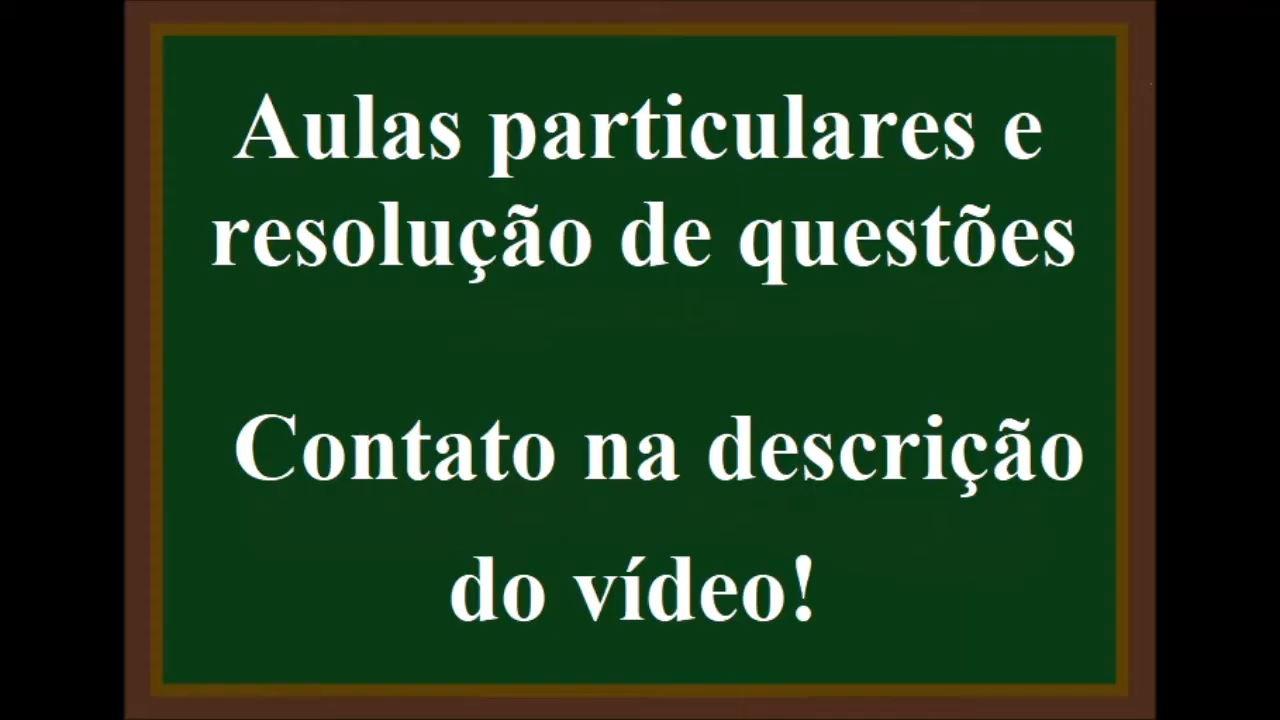 Aulas particulares e
resolução de questões
Contato na descrição
do vídeo!